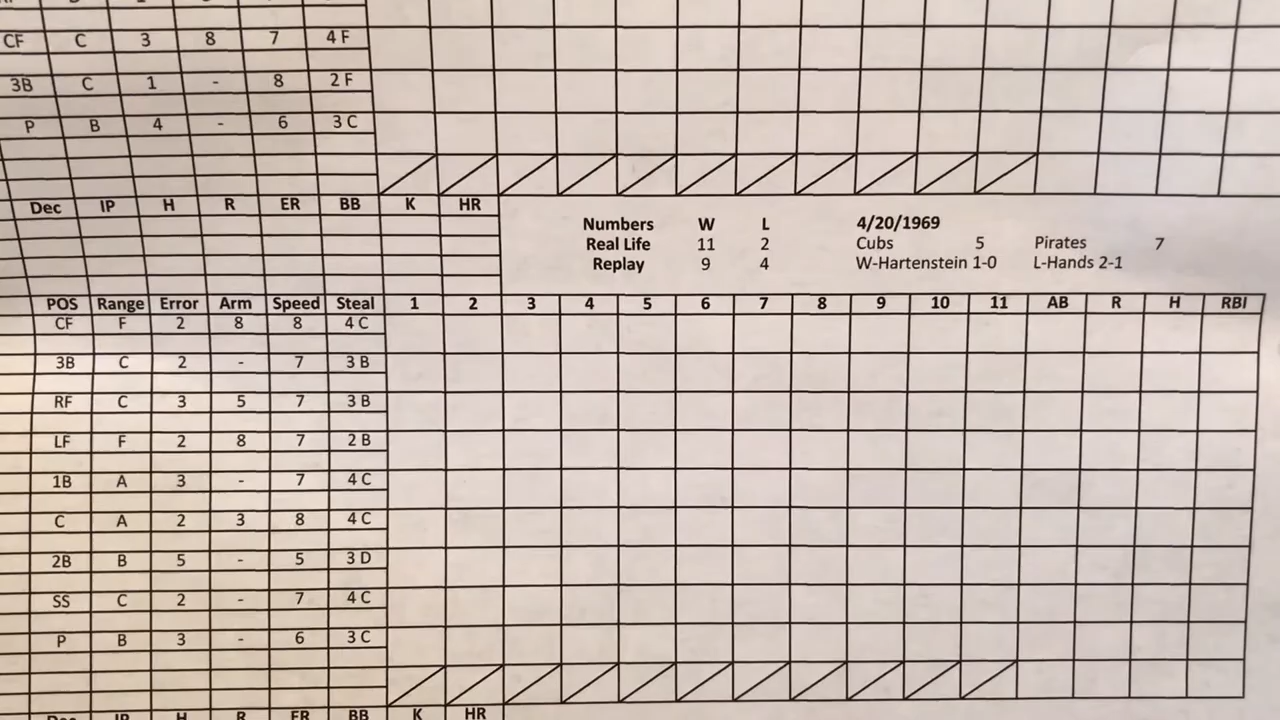 CF C 3 8 7 4 F
3B C 1 - 8 2 F
P B 4 - 6 3 C
Dec IP H R ER BB K HR
Numbers W L 4/20/1969
Real Life 11 2 Cubs 5 Pirates 7
Replay 9 4 W-Hartenstein 1-0 L-Hands 2-1
POS Range Error Arm Speed Steal 1 2 3 4 5 6 7 8 9 10 11 AB R H RBI
CF F 2 8 8 4 C
3B C 2 - 7 3 B
RF C 3 5 7 3 B
LF F 2 8 7 2 B
1B A 3 - 7 4 C
C A 2 3 8 4 C
2B B 5 - 5 3 D
SS C 2 - 7 4 C
P B 3 - 6 3 C
Dec IP H R ER BB K HR